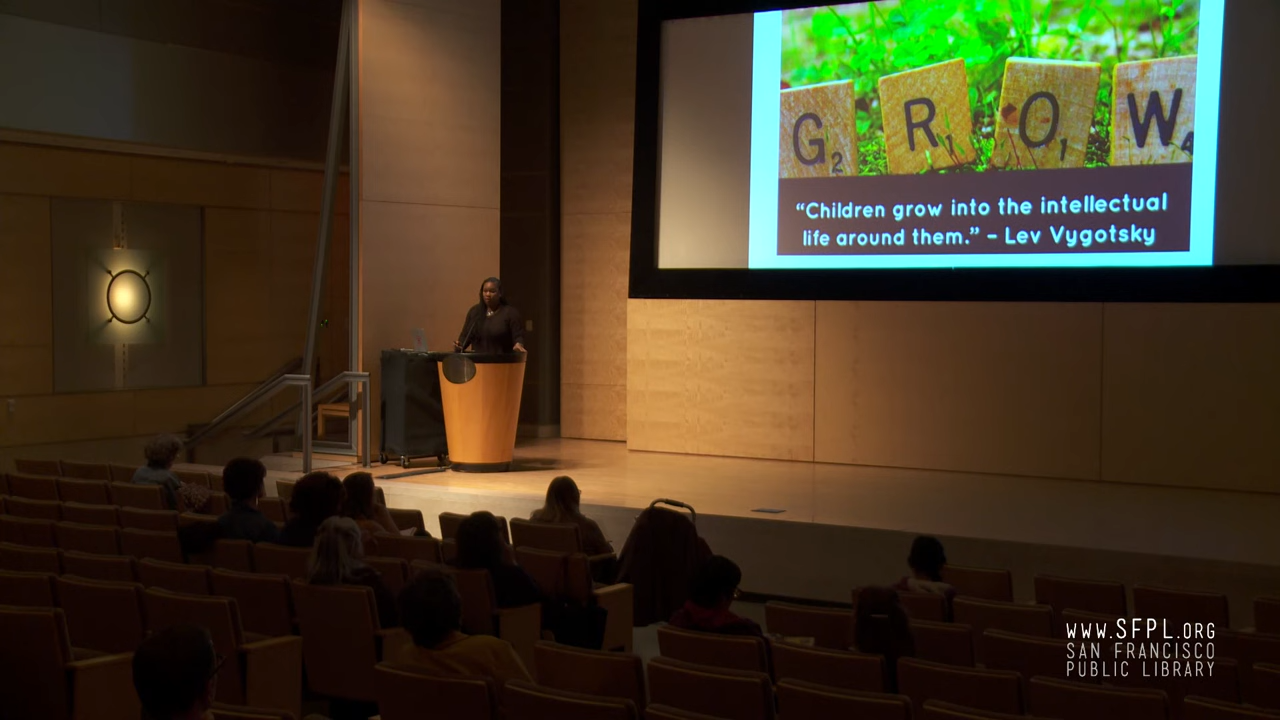 G2 R1 O1 W4
“Children grow into the intellectual
life around them.” – Lev Vygotsky
WWW.SFPL.ORG
SAN FRANCISCO
PUBLIC LIBRARY